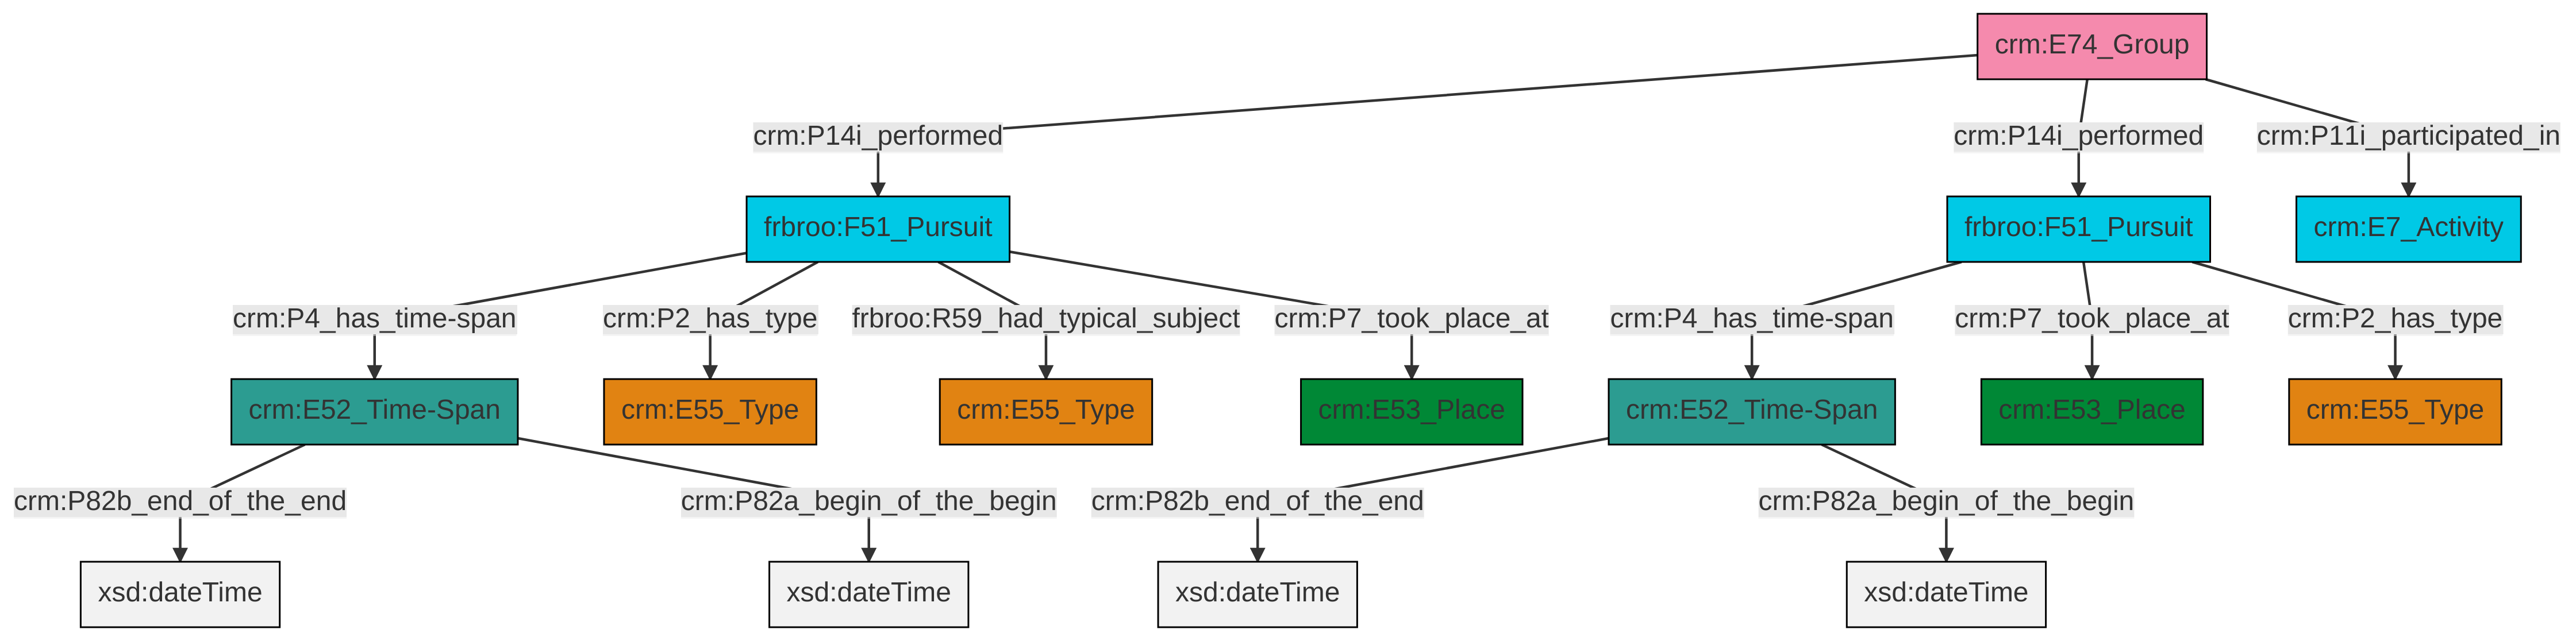 crm:E74_Group
crm:P14i_performed
crm:P14i_performed
crm:P11i_participated_in
frbroo:F51_Pursuit
frbroo:F51_Pursuit
crm:E7_Activity
crm:P4_has_time-span
crm:P2_has_type
frbroo:R59_had_typical_subject
crm:P7_took_place_at
crm:P4_has_time-span
crm:P7_took_place_at
crm:P2_has_type
crm:E52_Time-Span
crm:E55_Type
crm:E55_Type
crm:E53_Place
crm:E52_Time-Span
crm:E53_Place
crm:E55_Type
crm:P82b_end_of_the_end
crm:P82a_begin_of_the_begin
crm:P82b_end_of_the_end
crm:P82a_begin_of_the_begin
xsd:dateTime
xsd:dateTime
xsd:dateTime
xsd:dateTime